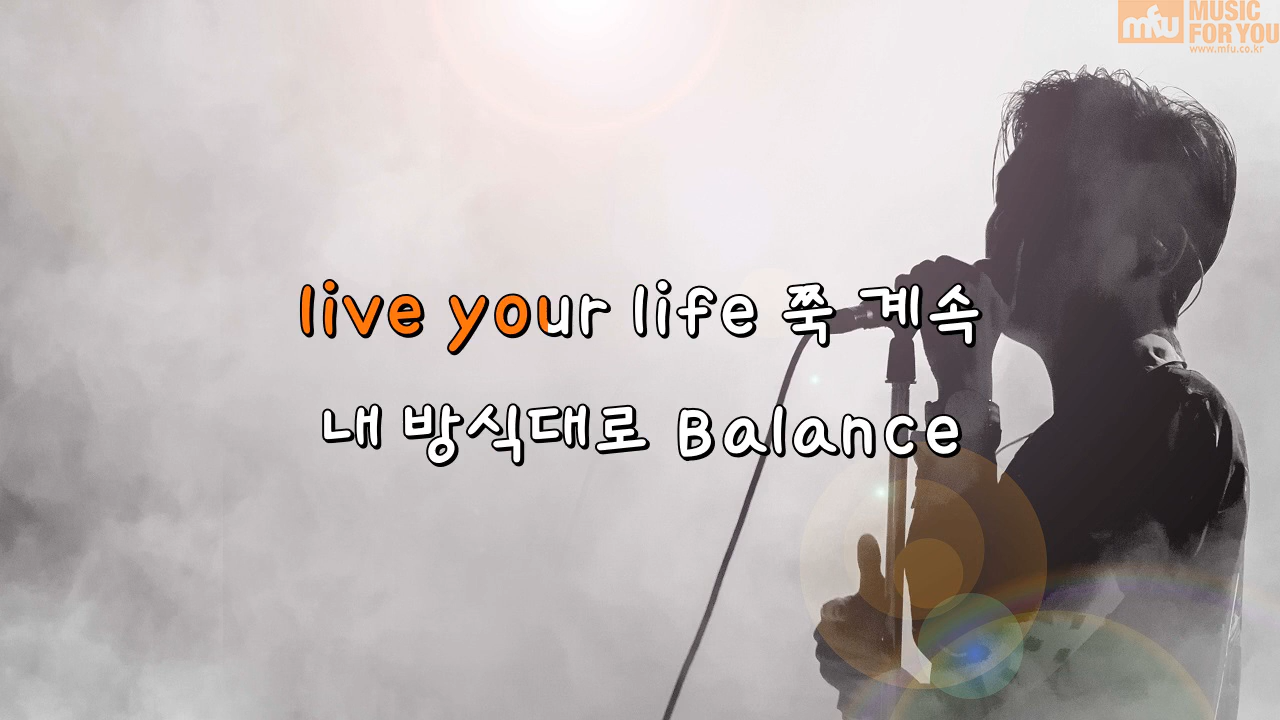 mfu MUSIC
FOR YOU
www.mfu.co.kr
live your life 쭉 계속
내 방식대로 Balance